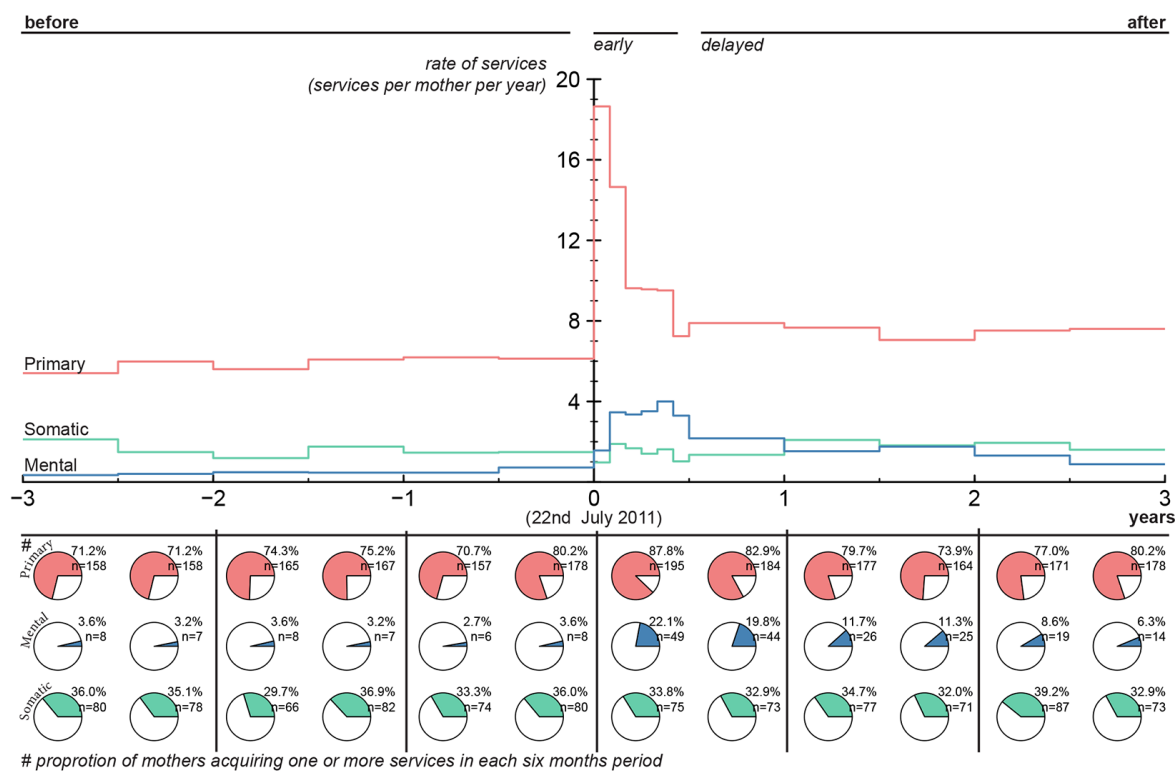 before
after
early
delayed
rate of services
(services per mother per year)
20
16
12
8
4
Primary
Somatic
Mental
−3
−2
−1
0
1
2
3
(22nd July 2011)
years
#
Primary
71.2%
n=158
71.2%
n=158
74.3%
n=165
75.2%
n=167
70.7%
n=157
80.2%
n=178
87.8%
n=195
82.9%
n=184
79.7%
n=177
73.9%
n=164
77.0%
n=171
80.2%
n=178
Mental
3.6%
n=8
3.2%
n=7
3.6%
n=8
3.2%
n=7
2.7%
n=6
3.6%
n=8
22.1%
n=49
19.8%
n=44
11.7%
n=26
11.3%
n=25
8.6%
n=19
6.3%
n=14
Somatic
36.0%
n=80
35.1%
n=78
29.7%
n=66
36.9%
n=82
33.3%
n=74
36.0%
n=80
33.8%
n=75
32.9%
n=73
34.7%
n=77
32.0%
n=71
39.2%
n=87
32.9%
n=73
# proprotion of mothers acquiring one or more services in each six months period